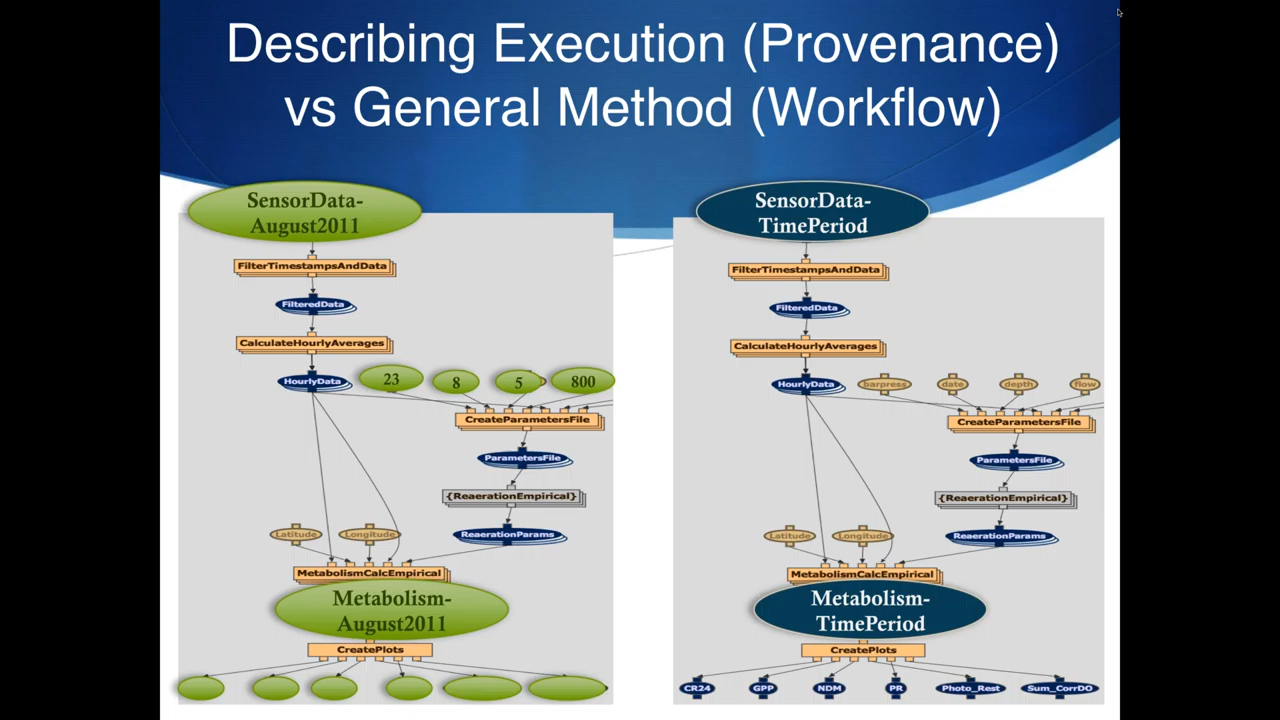 Describing Execution (Provenance)
vs General Method (Workflow)
SensorData-
August2011
FilterTimestampsAndData
FilteredData
CalculateHourlyAverages
HourlyData
23
8
5
800
CreateParametersFile
ParametersFile
{ReaerationEmpirical}
Latitude
Longitude
ReaerationParams
MetabolismCalcEmpirical
Metabolism-
August2011
CreatePlots
SensorData-
TimePeriod
FilterTimestampsAndData
FilteredData
CalculateHourlyAverages
HourlyData
barpress
date
depth
flow
CreateParametersFile
ParametersFile
{ReaerationEmpirical}
Latitude
Longitude
ReaerationParams
MetabolismCalcEmpirical
Metabolism-
TimePeriod
CreatePlots
CR24
GPP
NDM
PR
Photo_Rest
Sum_CorrDO